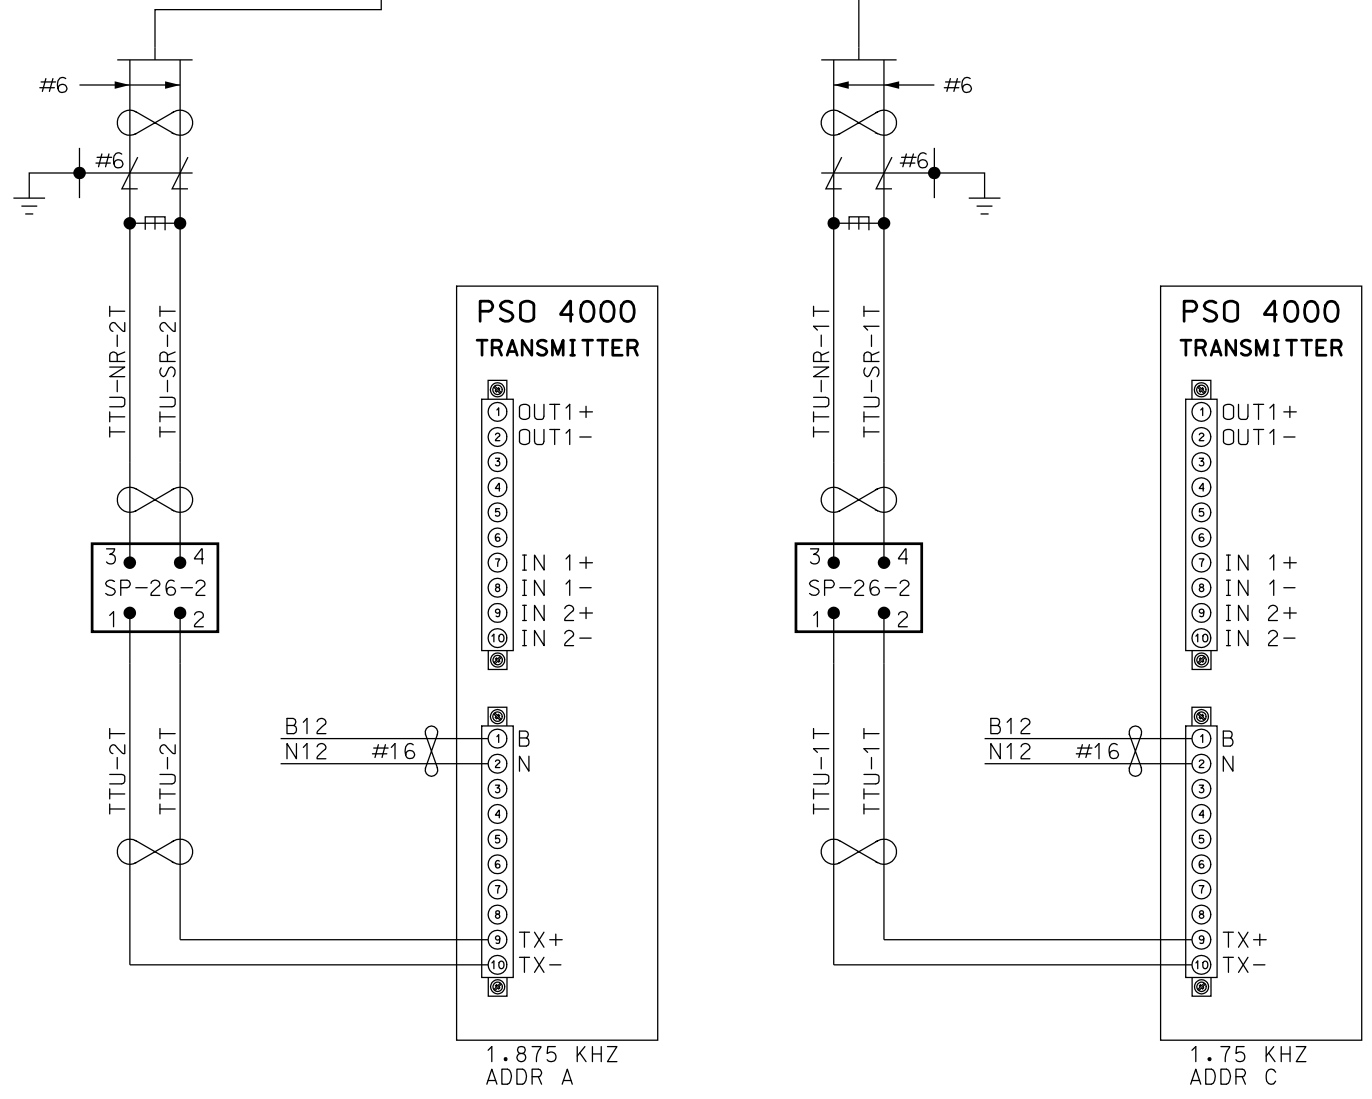 #6
#6
TTU-NR-2T
TTU-SR-2T
3
4
SP-26-2
1
2
TTU-2T
TTU-2T
B12
N12
#16
PSO 4000
TRANSMITTER
1 OUT1+
2 OUT1-
3
4
5
6
7 IN 1+
8 IN 1-
9 IN 2+
10 IN 2-
1 B
2 N
3
4
5
6
7
8
9 TX+
10 TX-
1.875 KHZ
ADDR A
#6
#6
TTU-NR-1T
TTU-SR-1T
3
4
SP-26-2
1
2
TTU-1T
TTU-1T
B12
N12
#16
PSO 4000
TRANSMITTER
1 OUT1+
2 OUT1-
3
4
5
6
7 IN 1+
8 IN 1-
9 IN 2+
10 IN 2-
1 B
2 N
3
4
5
6
7
8
9 TX+
10 TX-
1.75 KHZ
ADDR C